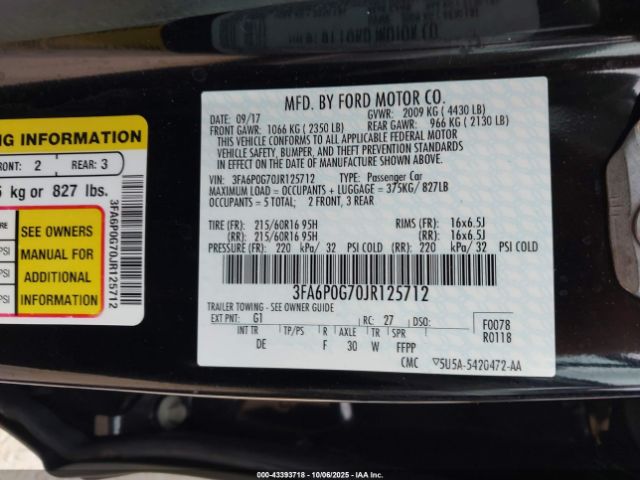 MFD. BY FORD MOTOR CO.
DATE: 09/17 GVWR: 2009 KG ( 4430 LB)
FRONT GAWR: 1066 KG ( 2350 LB) REAR GAWR: 966 KG ( 2130 LB)
THIS VEHICLE CONFORMS TO ALL APPLICABLE FEDERAL MOTOR
VEHICLE SAFETY, BUMPER, AND THEFT PREVENTION STANDARDS
IN EFFECT ON THE DATE OF MANUFACTURE SHOWN ABOVE.
VIN: 3FA6P0G70JR125712 TYPE: Passenger Car
MAXIMUM LOAD = OCCUPANTS + LUGGAGE = 375KG/ 827LB
OCCUPANTS = 5 TOTAL; 2 FRONT, 3 REAR
TIRE (FR): 215/60R16 95H RIMS (FR): 16x6.5J
(RR): 215/60R16 95H (RR): 16x6.5J
PRESSURE (FR): 220 kPa/ 32 PSI COLD (RR): 220 kPa/ 32 PSI COLD
3FA6P0G70JR125712
TRAILER TOWING - SEE OWNER GUIDE
EXT PNT: G1 RC: 27 DSO: F0078
R0118
INT TR TP/PS R AXLE TR SPR
DE F 30 W FFPP
CMC ▽5U5A-5420472-AA
NG INFORMATION
FRONT: 2 REAR: 3
kg or 827 lbs.
SEE OWNERS
MANUAL FOR
ADDITIONAL
INFORMATION
PSI
PSI
PSI
3FA6P0G70JR125712
© - 43393718 - 10/06/2025 - IAAI.COM